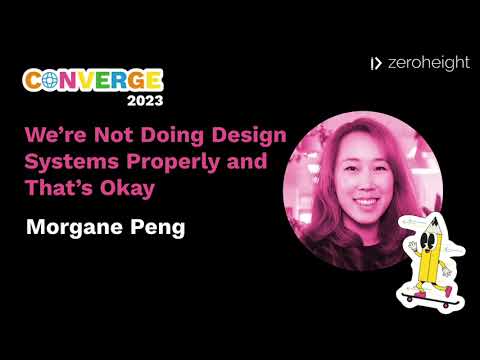 CONVERGE
2023
zeroheight
We're Not Doing Design
Systems Properly and
That's Okay
Morgane Peng